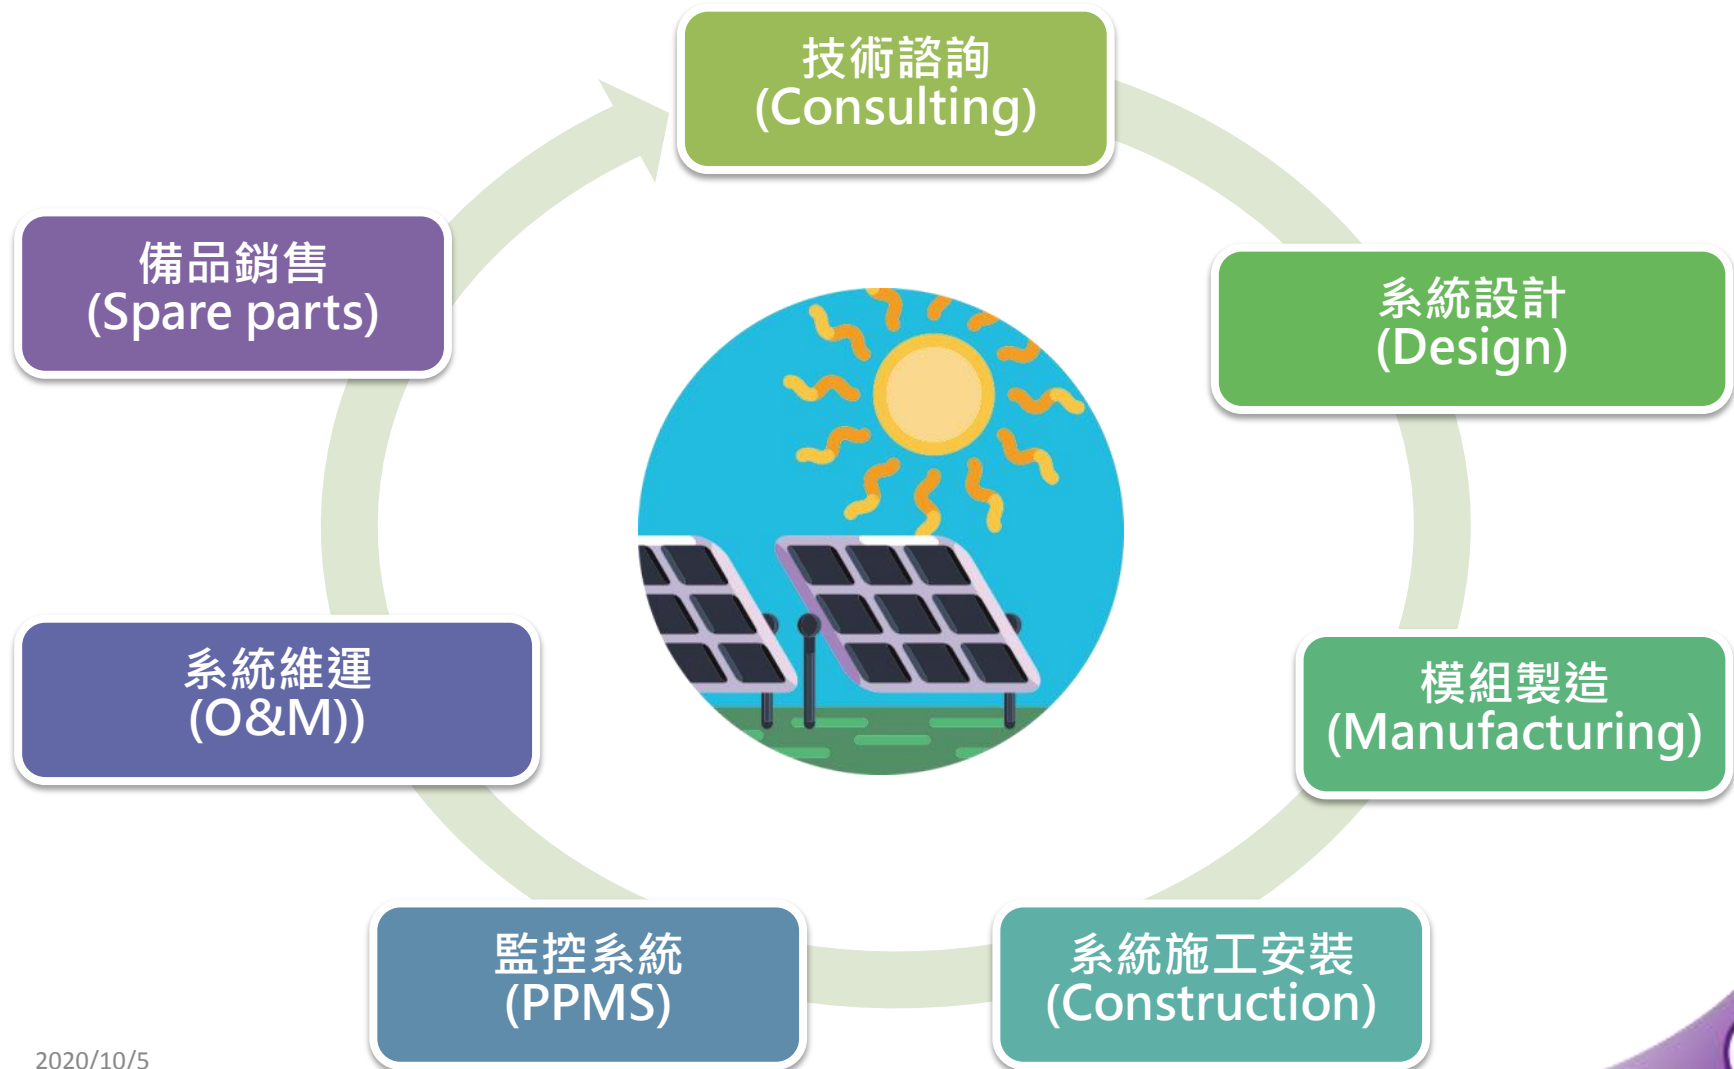 技術諮詢
(Consulting)
系統設計
(Design)
模組製造
(Manufacturing)
系統施工安裝
(Construction)
監控系統
(PPMS)
系統維運
(O&M))
備品銷售
(Spare parts)
2020/10/5